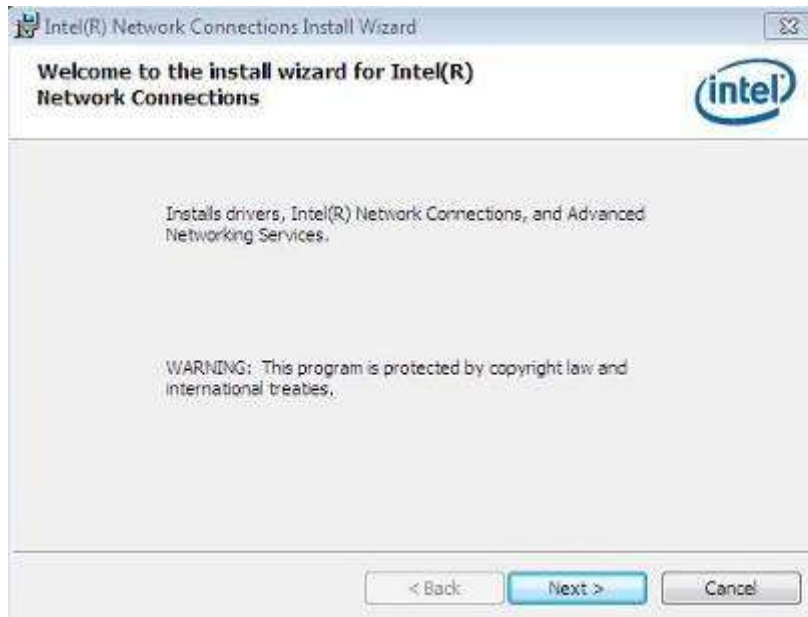 Intel(R) Network Connections Install Wizard
Welcome to the install wizard for Intel(R)
Network Connections
intel
Installs drivers, Intel(R) Network Connections, and Advanced
Networking Services.
WARNING: This program is protected by copyright law and
international treaties.
< Back
Next >
Cancel